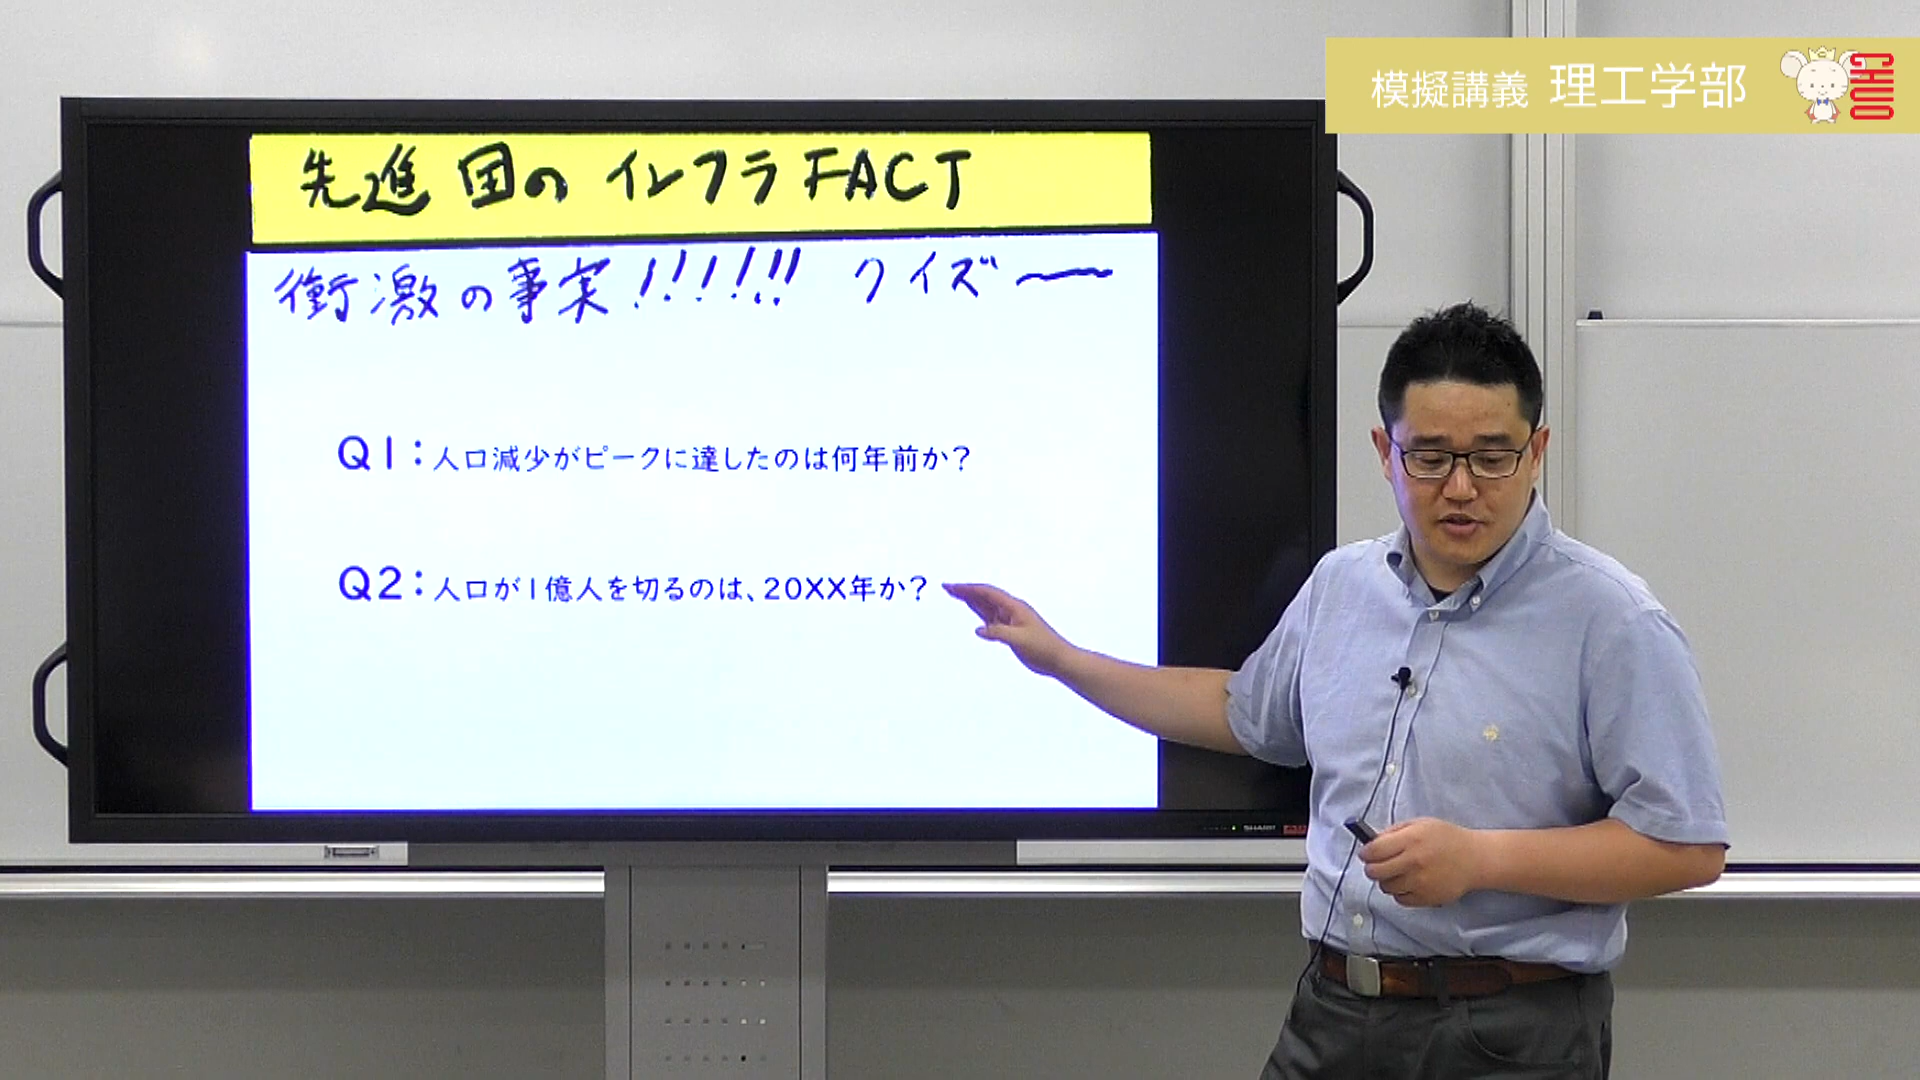 模擬講義 理工学部
CHUO
先進国のインフラFACT
衝激の事実!!!!!! クイズ〜
Q1:人口減少がピークに達したのは何年前か?
Q2:人口が1億人を切るのは、20XX年か?
SHARP